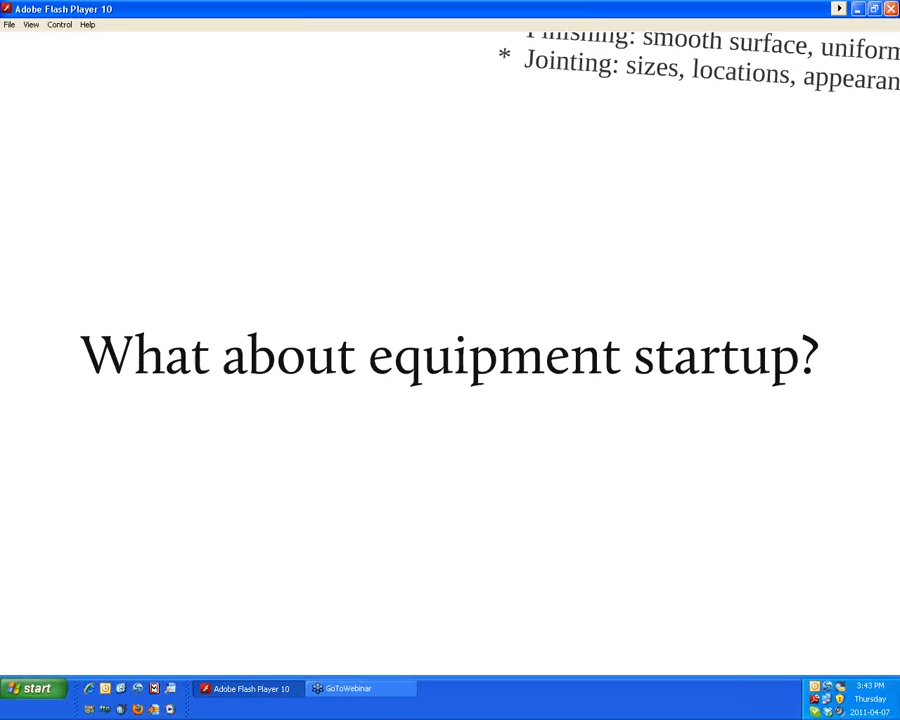 Adobe Flash Player 10
File View Control Help
Finishing: smooth surface, uniform
* Jointing: sizes, locations, appearan
What about equipment startup?
start
Adobe Flash Player 10
GoToWebinar
3:43 PM
Thursday
2011-04-07